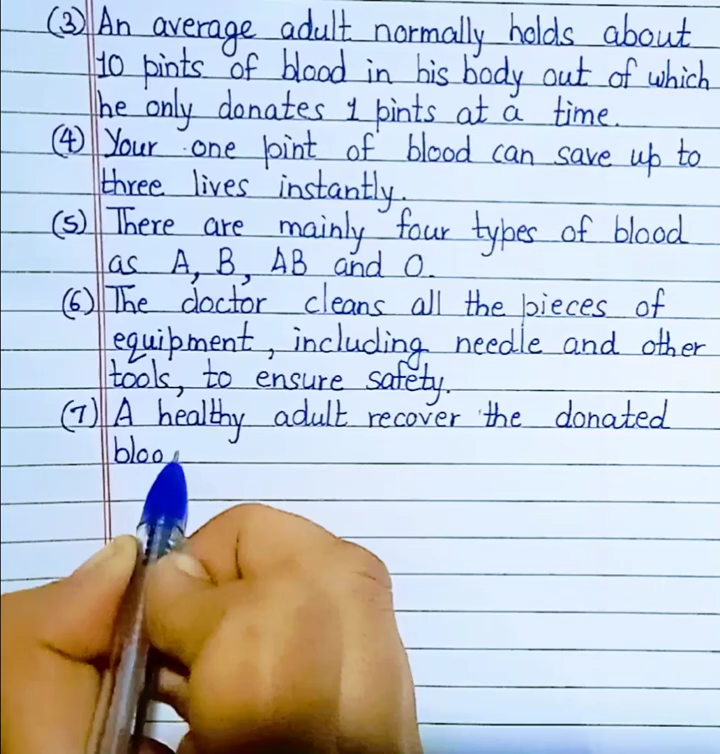 (3) An average adult normally holds about
10 pints of blood in his body out of which
he only donates 1 pints at a time.
(4) Your one pint of blood can save up to
three lives instantly.
(5) There are mainly four types of blood
as A, B, AB and O.
(6) The doctor cleans all the pieces of
equipment, including needle and other
tools, to ensure safety.
(7) A healthy adult recover the donated
bloo